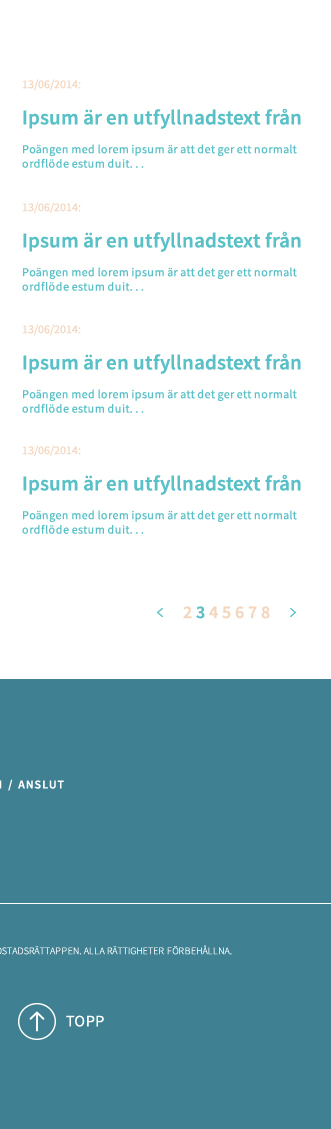 13/06/2014:
Ipsum är en utfyllnadstext från
Poängen med lorem ipsum är att det ger ett normalt
ordflöde estum duit. . .
13/06/2014:
Ipsum är en utfyllnadstext från
Poängen med lorem ipsum är att det ger ett normalt
ordflöde estum duit. . .
13/06/2014:
Ipsum är en utfyllnadstext från
Poängen med lorem ipsum är att det ger ett normalt
ordflöde estum duit. . .
13/06/2014:
Ipsum är en utfyllnadstext från
Poängen med lorem ipsum är att det ger ett normalt
ordflöde estum duit. . .
< 2 3 4 5 6 7 8 >
/ ANSLUT
OSTADSRÄTTAPPEN. ALLA RÄTTIGHETER FÖRBEHÅLLNA.
TOPP